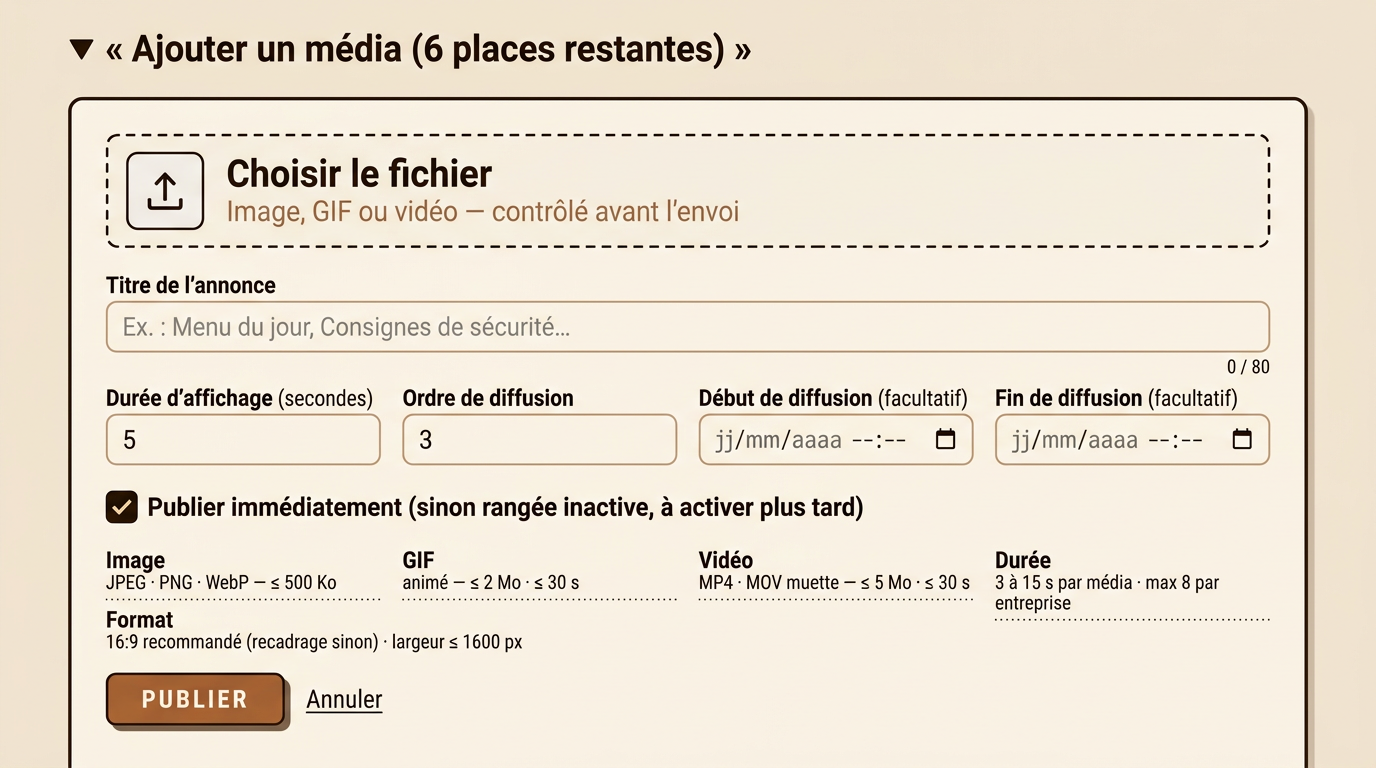 ▼ « Ajouter un média (6 places restantes) »
Choisir le fichier
Image, GIF ou vidéo — contrôlé avant l’envoi
Titre de l’annonce
Ex. : Menu du jour, Consignes de sécurité…
0 / 80
Durée d’affichage (secondes)
5
Ordre de diffusion
3
Début de diffusion (facultatif)
jj/mm/aaaa --:--
Fin de diffusion (facultatif)
jj/mm/aaaa --:--
Publier immédiatement (sinon rangée inactive, à activer plus tard)
Image
JPEG · PNG · WebP — ≤ 500 Ko
GIF
animé — ≤ 2 Mo · ≤ 30 s
Vidéo
MP4 · MOV muette — ≤ 5 Mo · ≤ 30 s
Durée
3 à 15 s par média · max 8 par
entreprise
Format
16:9 recommandé (recadrage sinon) · largeur ≤ 1600 px
PUBLIER
Annuler